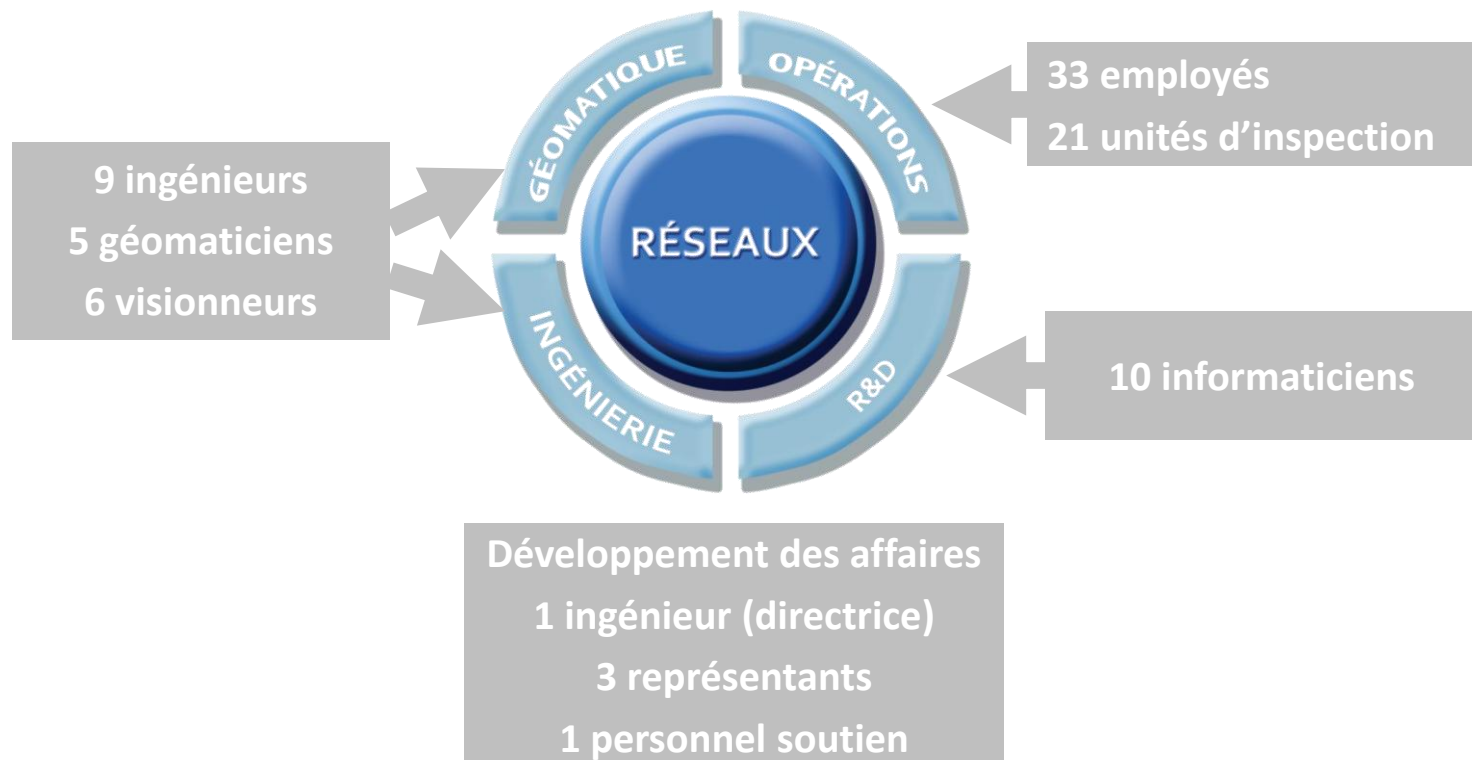 GÉOMATIQUE
OPÉRATIONS
33 employés
21 unités d’inspection
9 ingénieurs
5 géomaticiens
6 visionneurs
RÉSEAUX
INGÉNIERIE
R&D
10 informaticiens
Développement des affaires
1 ingénieur (directrice)
3 représentants
1 personnel soutien